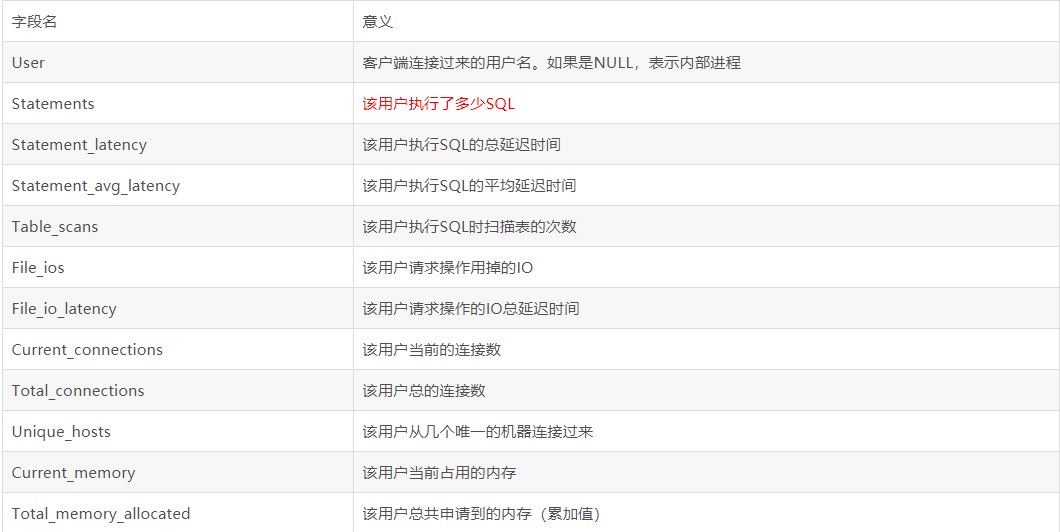 字段名 意义
User 客户端连接过来的用户名。如果是NULL，表示内部进程
Statements 该用户执行了多少SQL
Statement_latency 该用户执行SQL的总延迟时间
Statement_avg_latency 该用户执行SQL的平均延迟时间
Table_scans 该用户执行SQL时扫描表的次数
File_ios 该用户请求操作用掉的IO
File_io_latency 该用户请求操作的IO总延迟时间
Current_connections 该用户当前的连接数
Total_connections 该用户总的连接数
Unique_hosts 该用户从几个唯一的机器连接过来
Current_memory 该用户当前占用的内存
Total_memory_allocated 该用户总共申请到的内存（累加值）